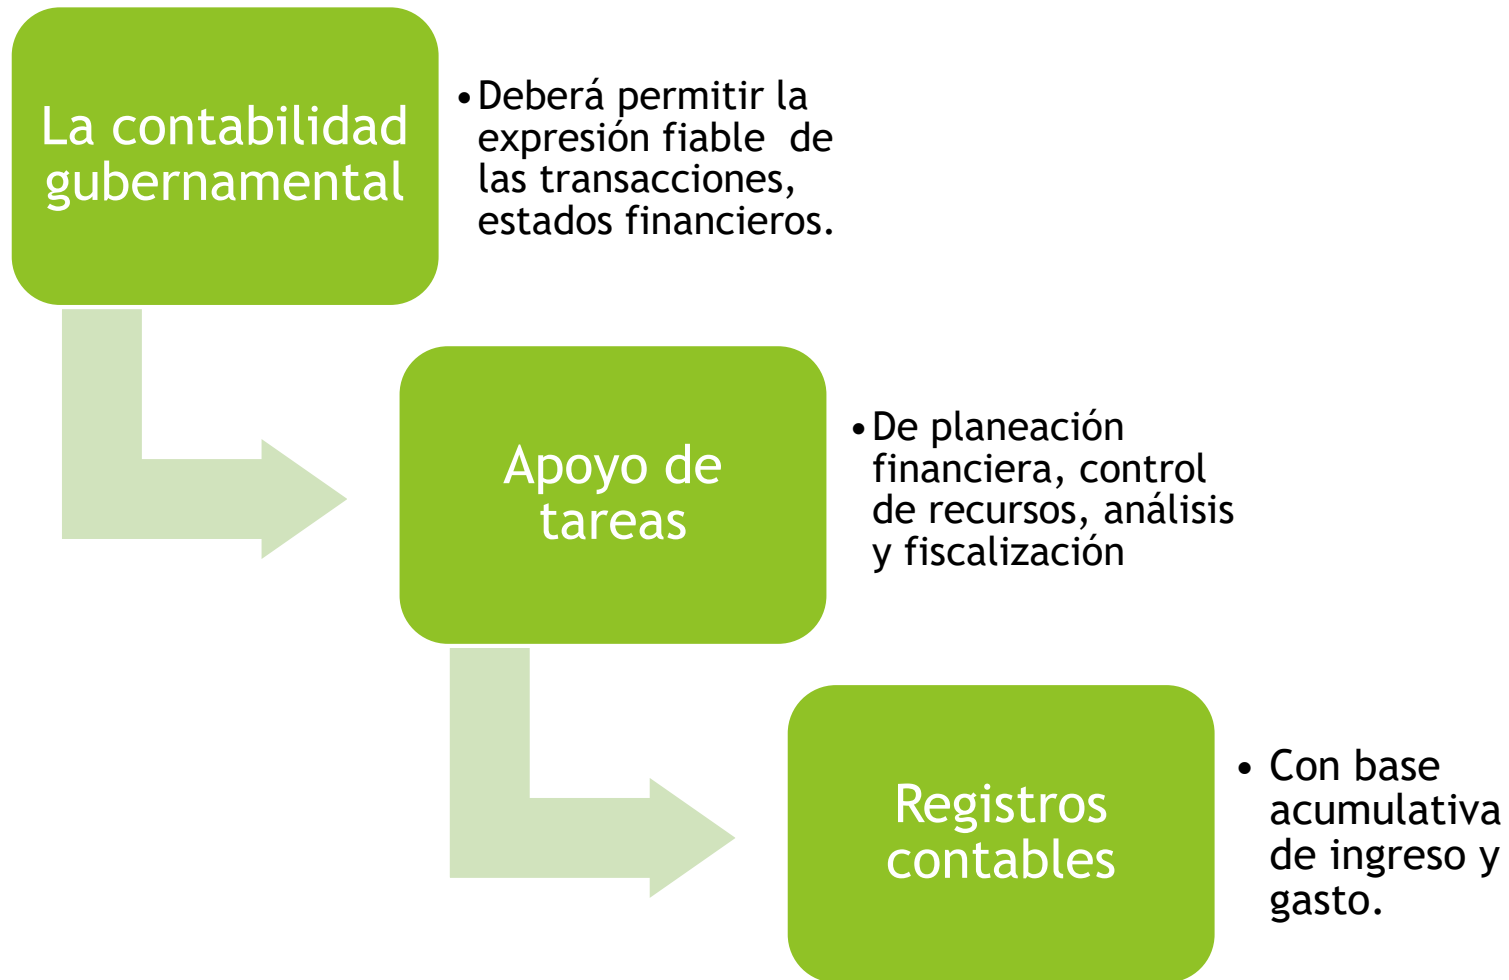 La contabilidad
gubernamental
•Deberá permitir la
expresión fiable  de
las transacciones,
estados financieros.
Apoyo de
tareas
•De planeación
financiera, control
de recursos, análisis
y fiscalización
Registros
contables
• Con base
acumulativa
de ingreso y
gasto.